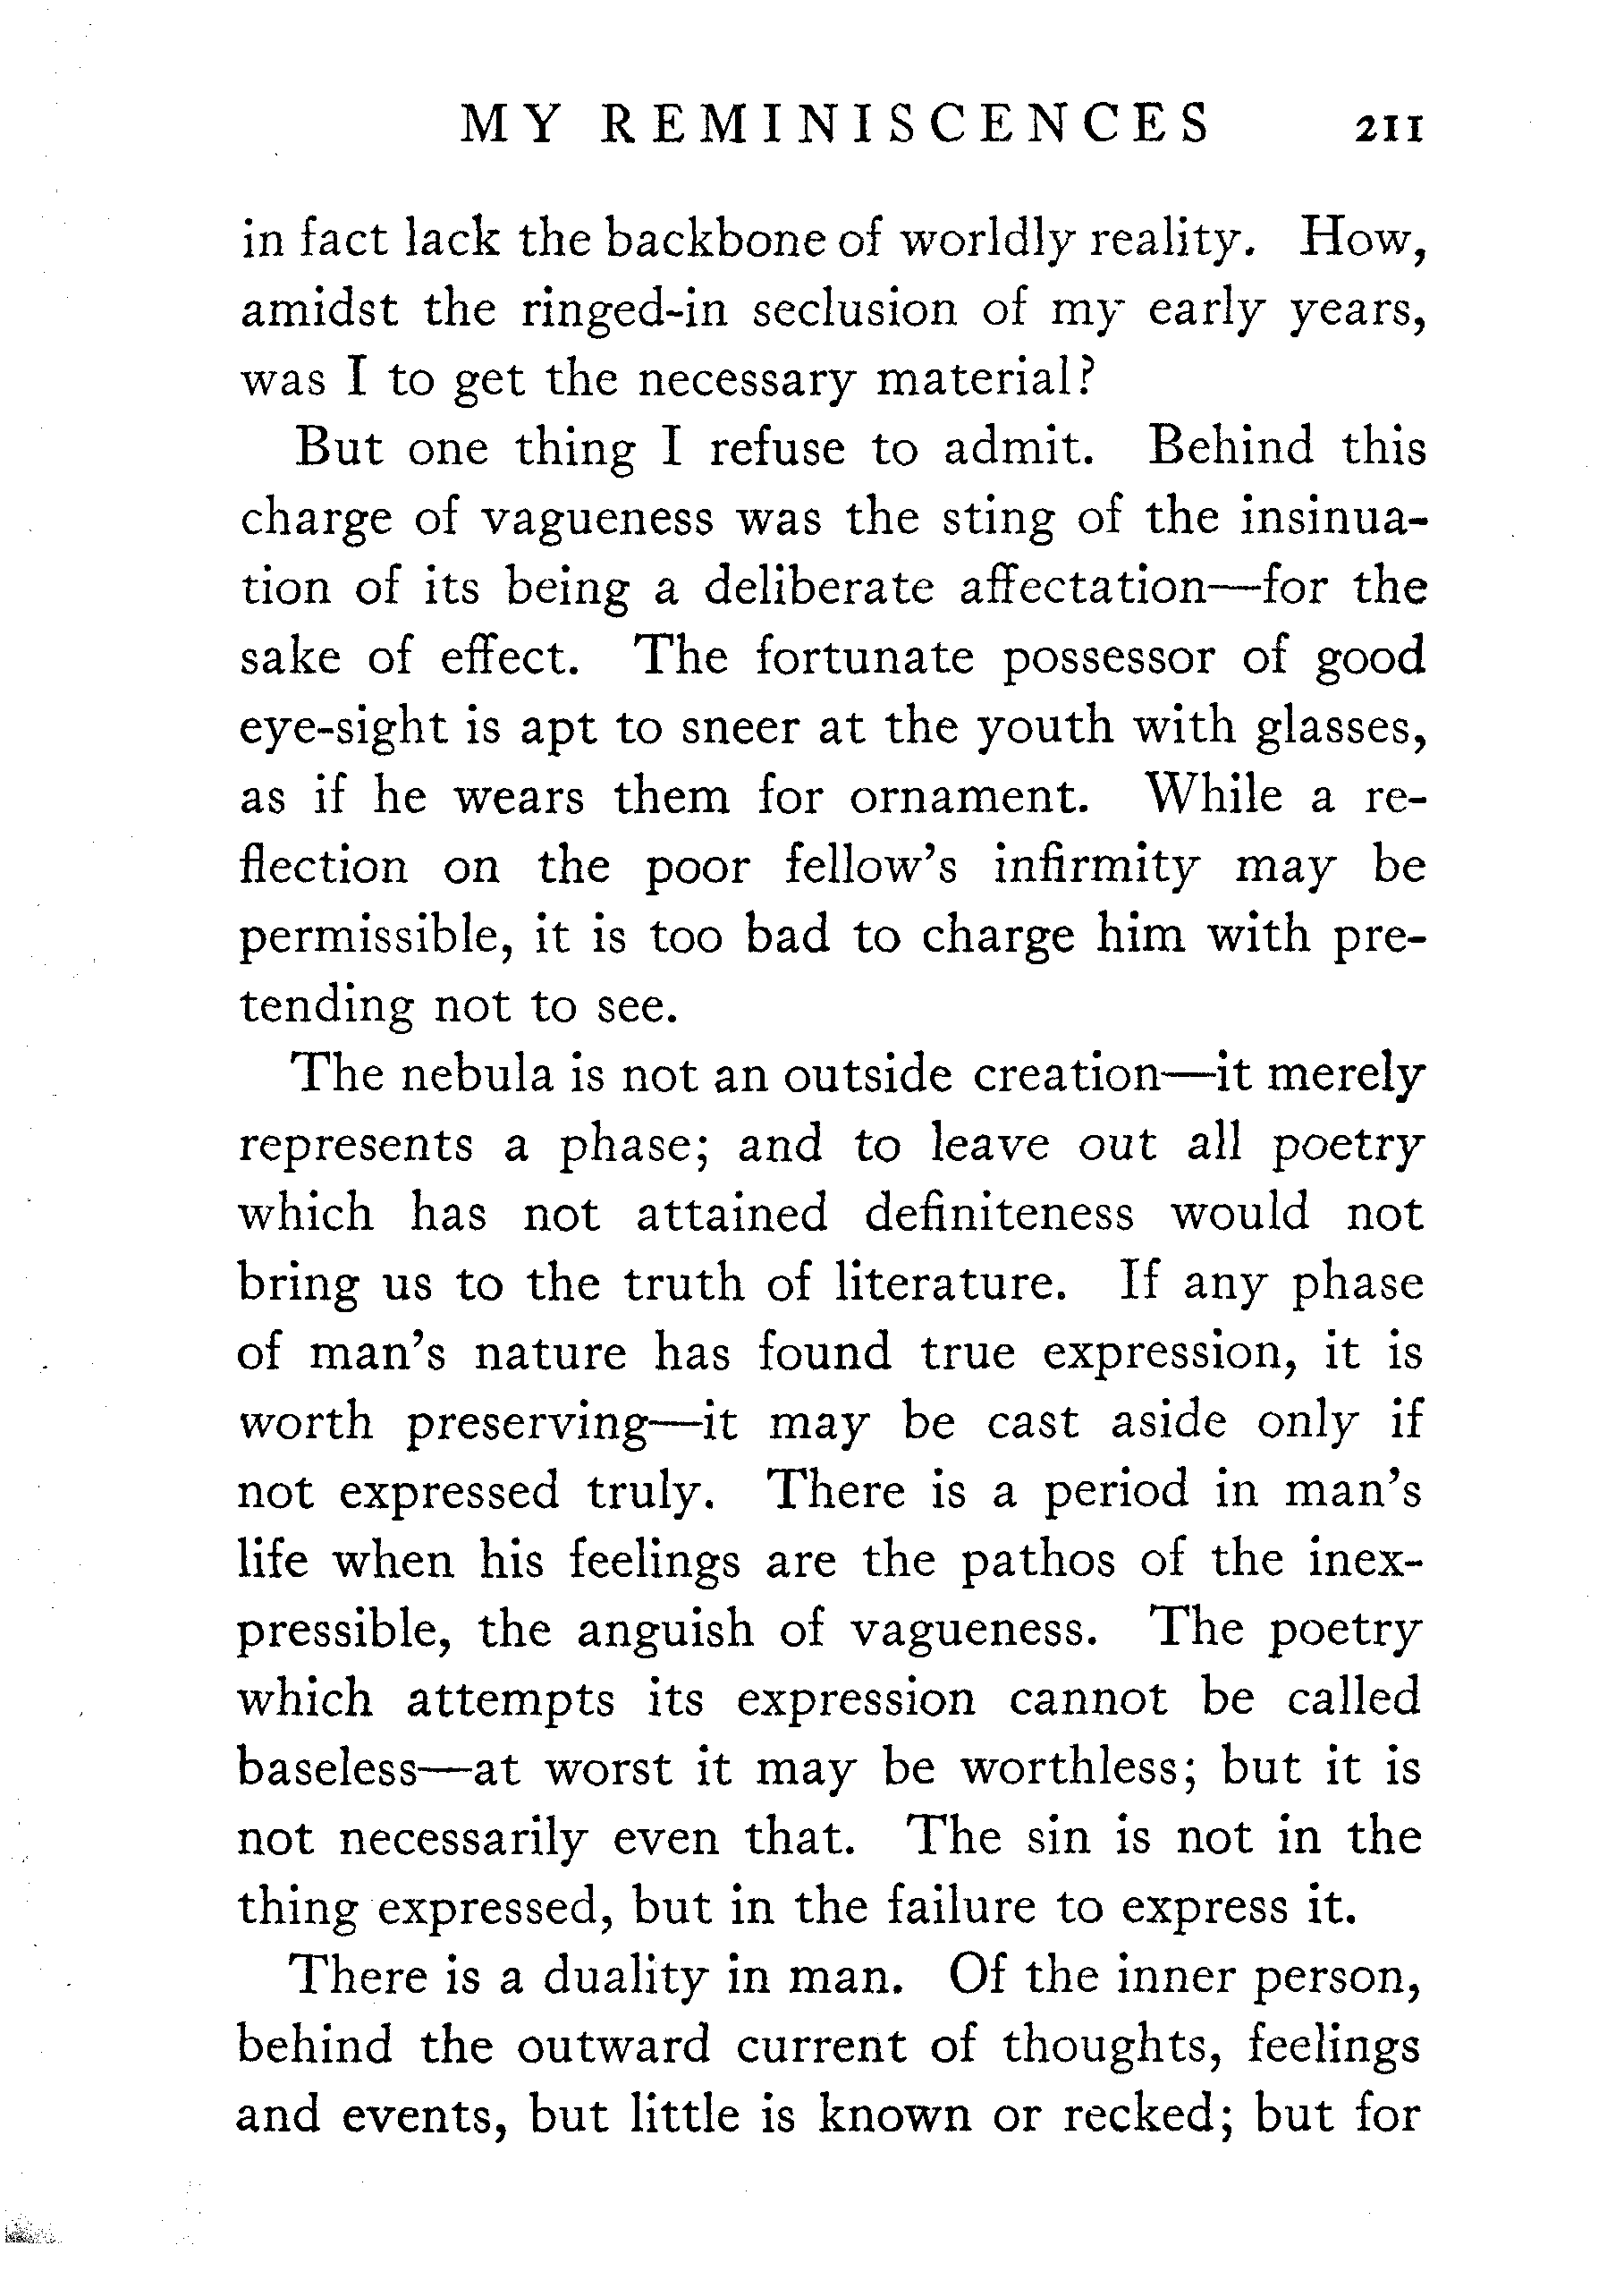 MY REMINISCENCES 211
in fact lack the backbone of worldly reality. How,
amidst the ringed-in seclusion of my early years,
was I to get the necessary material?
But one thing I refuse to admit. Behind this
charge of vagueness was the sting of the insinua-
tion of its being a deliberate affectation—for the
sake of effect. The fortunate possessor of good
eye-sight is apt to sneer at the youth with glasses,
as if he wears them for ornament. While a re-
flection on the poor fellow's infirmity may be
permissible, it is too bad to charge him with pre-
tending not to see.
The nebula is not an outside creation—it merely
represents a phase; and to leave out all poetry
which has not attained definiteness would not
bring us to the truth of literature. If any phase
of man's nature has found true expression, it is
worth preserving—it may be cast aside only if
not expressed truly. There is a period in man's
life when his feelings are the pathos of the inex-
pressible, the anguish of vagueness. The poetry
which attempts its expression cannot be called
baseless—at worst it may be worthless; but it is
not necessarily even that. The sin is not in the
thing expressed, but in the failure to express it.
There is a duality in man. Of the inner person,
behind the outward current of thoughts, feelings
and events, but little is known or recked; but for